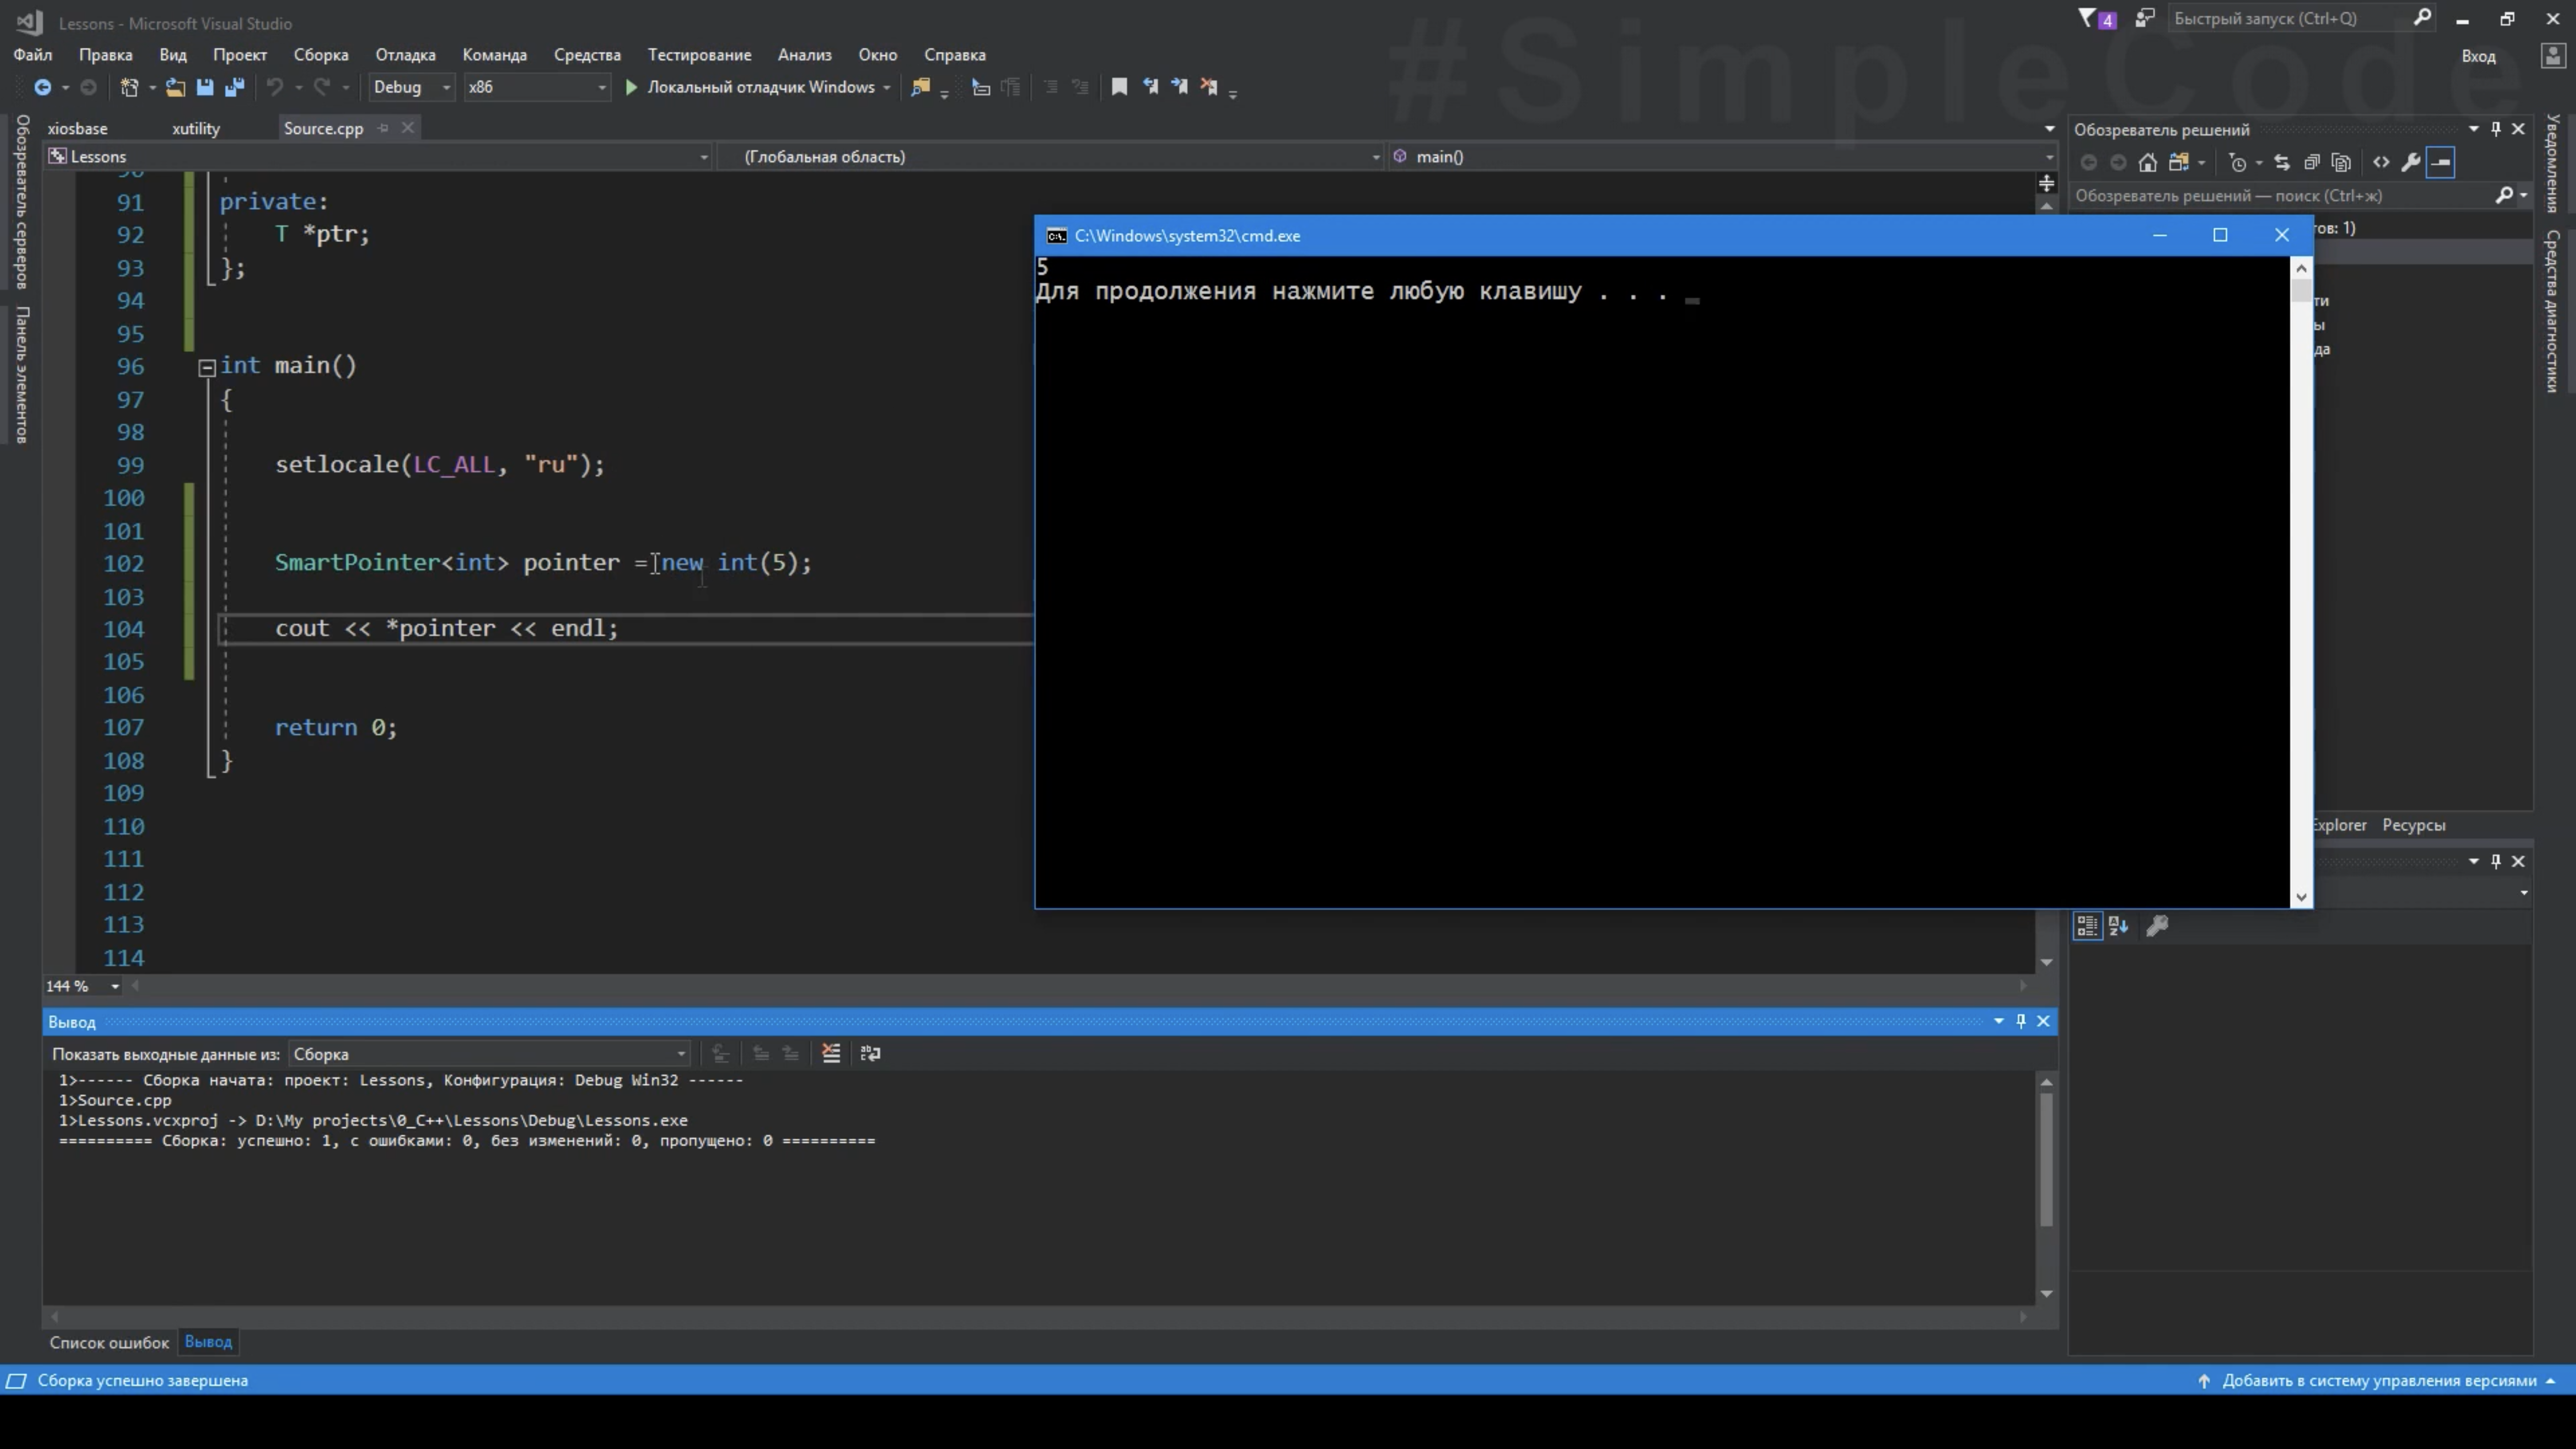 Lessons - Microsoft Visual Studio
4
Быстрый запуск (Ctrl+Q)
#SimpleCode
Файл Правка Вид Проект Сборка Отладка Команда Средства Тестирование Анализ Окно Справка
Вход
Debug x86 Локальный отладчик Windows
Обозреватель серверов
Панель элементов
xiosbase xutility Source.cpp
Lessons (Глобальная область) main()
91 private:
92 T *ptr;
93 };
94
95
96 int main()
97 {
98
99 setlocale(LC_ALL, "ru");
100
101
102 SmartPointer<int> pointer = new int(5);
103
104 cout << *pointer << endl;
105
106
107 return 0;
108 }
109
110
111
112
113
114
144 %
C:\Windows\system32\cmd.exe
5
Для продолжения нажмите любую клавишу . . .
Обозреватель решений
Обозреватель решений — поиск (Ctrl+ж)
ов: 1)
ти
ы
да
Explorer Ресурсы
Уведомления
Средства диагностики
Вывод
Показать выходные данные из: Сборка
1>------ Сборка начата: проект: Lessons, Конфигурация: Debug Win32 ------
1>Source.cpp
1>Lessons.vcxproj -> D:\My projects\0_C++\Lessons\Debug\Lessons.exe
========== Сборка: успешно: 1, с ошибками: 0, без изменений: 0, пропущено: 0 ==========
Список ошибок Вывод
Сборка успешно завершена
Добавить в систему управления версиями